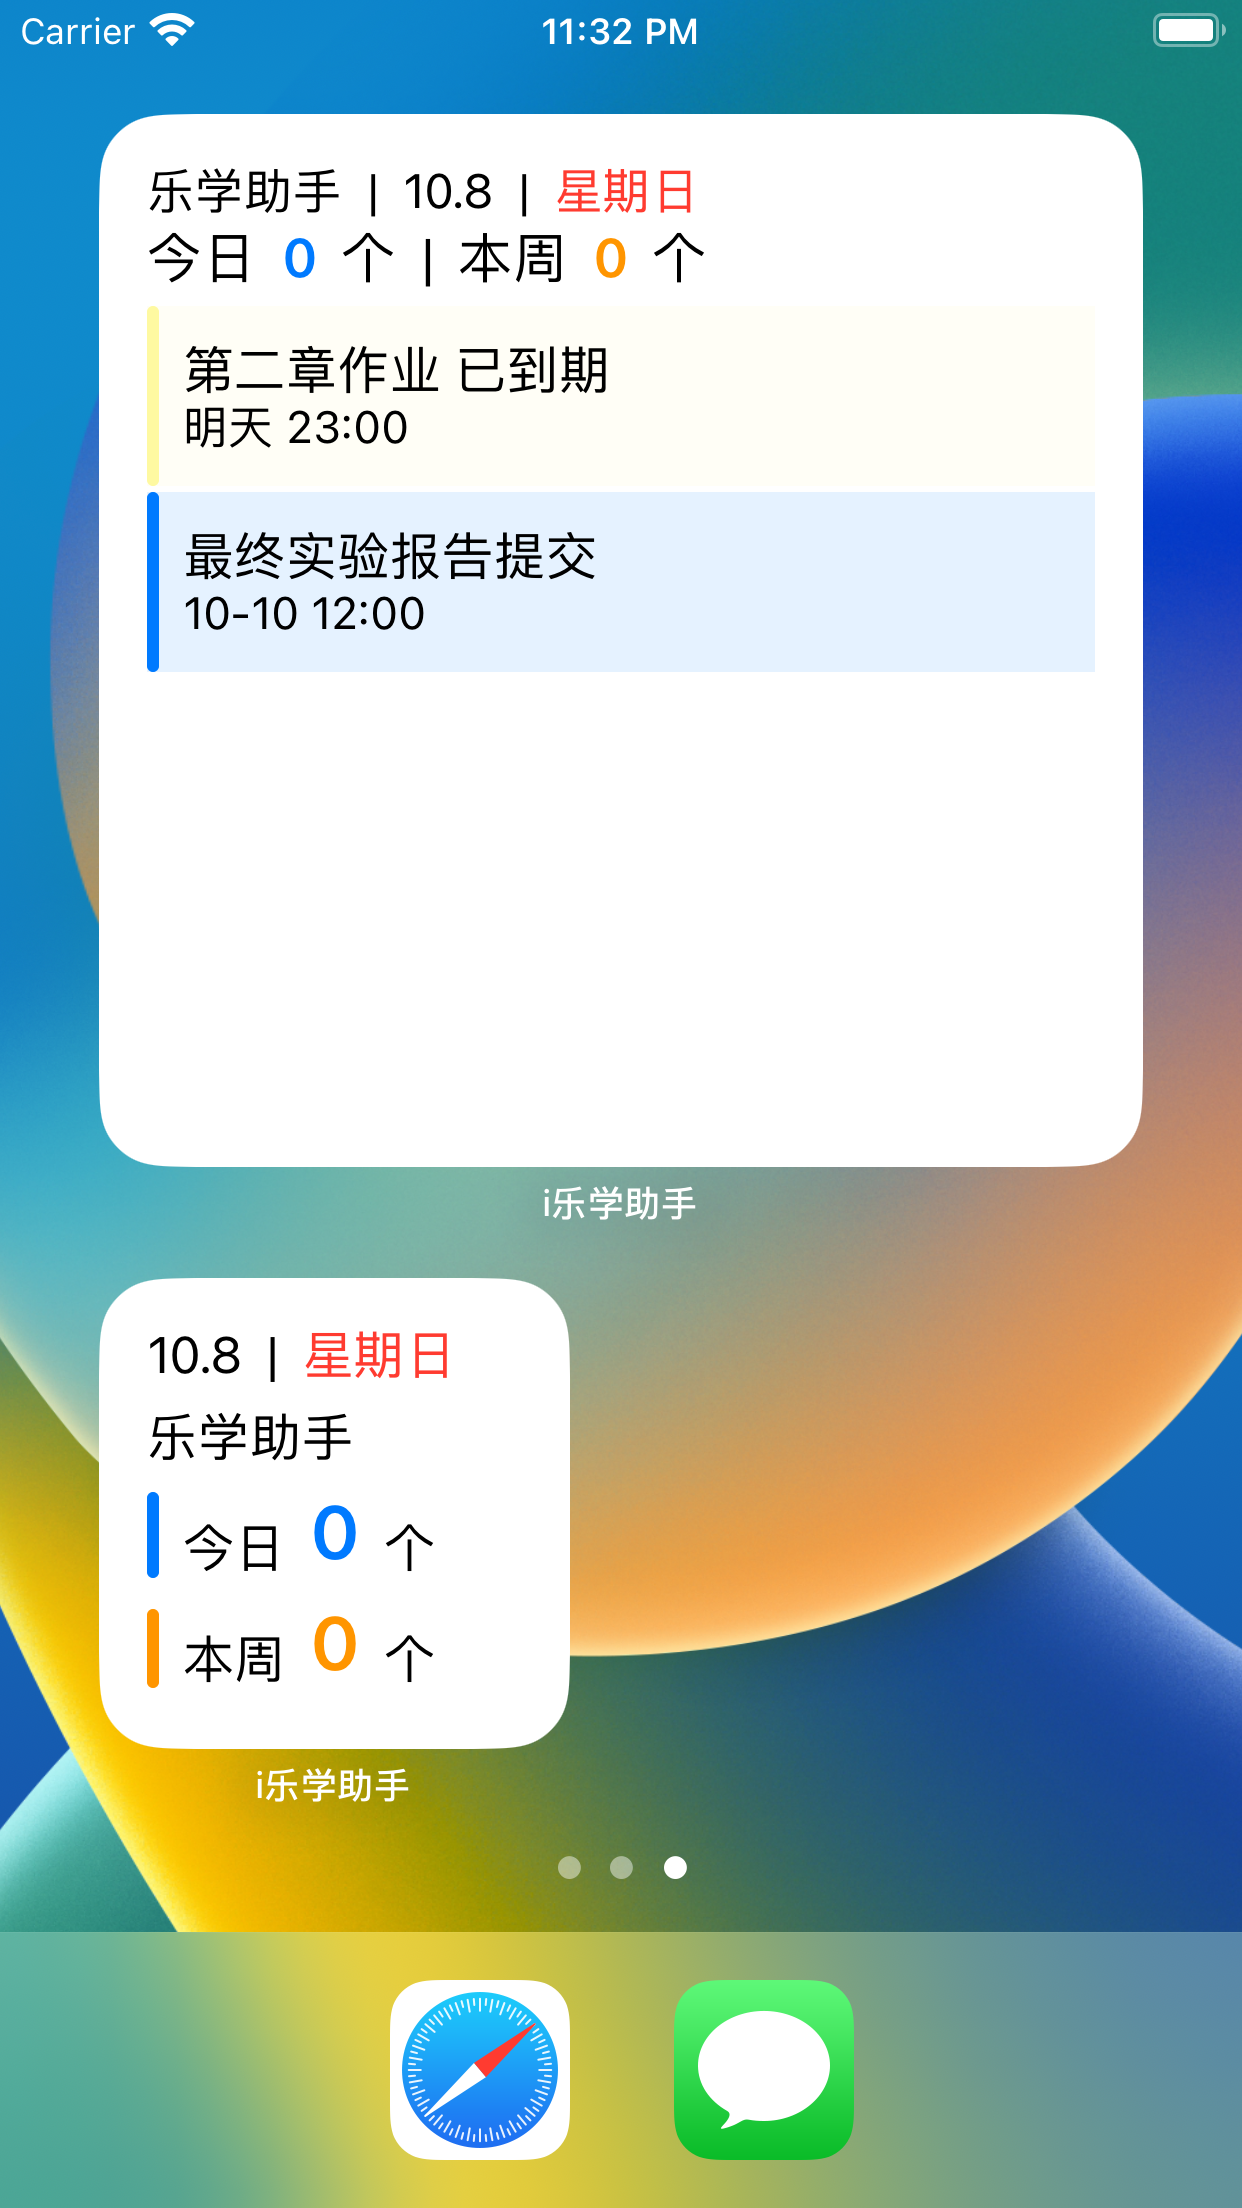 Carrier 11:32 PM
乐学助手 | 10.8 | 星期日
今日 0 个 | 本周 0 个
第二章作业 已到期
明天 23:00
最终实验报告提交
10-10 12:00
i乐学助手
10.8 | 星期日
乐学助手
今日 0 个
本周 0 个
i乐学助手